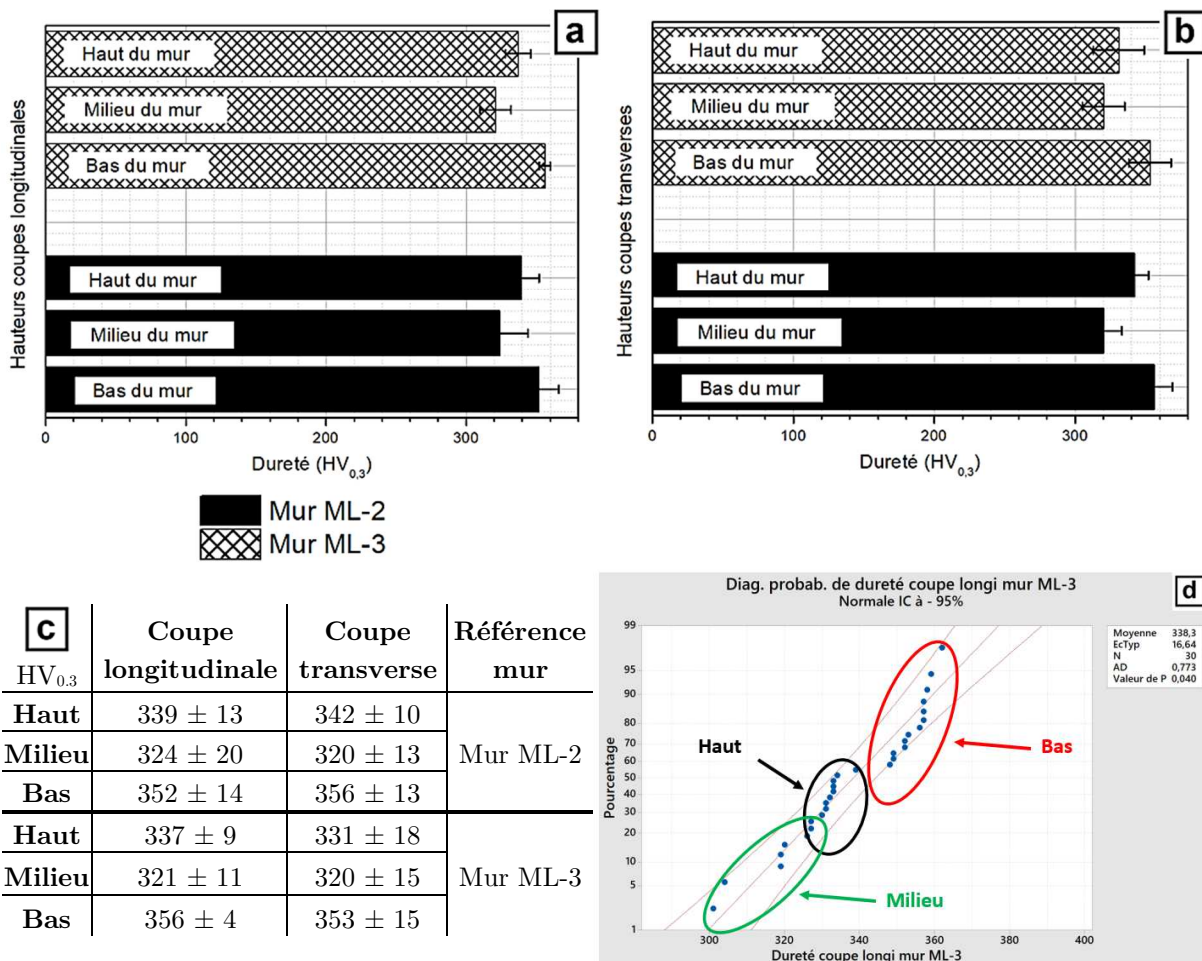 a
Hauteurs coupes longitudinales
Haut du mur
Milieu du mur
Bas du mur
Haut du mur
Milieu du mur
Bas du mur
0 100 200 300
Dureté (HV0,3)
b
Hauteurs coupes transverses
Haut du mur
Milieu du mur
Bas du mur
Haut du mur
Milieu du mur
Bas du mur
0 100 200 300
Dureté (HV0,3)
Mur ML-2
Mur ML-3
c
HV0.3
Coupe longitudinale
Coupe transverse
Référence mur
Haut 339 ± 13 342 ± 10
Milieu 324 ± 20 320 ± 13 Mur ML-2
Bas 352 ± 14 356 ± 13
Haut 337 ± 9 331 ± 18
Milieu 321 ± 11 320 ± 15 Mur ML-3
Bas 356 ± 4 353 ± 15
d
Diag. probab. de dureté coupe longi mur ML-3
Normale IC à - 95%
Moyenne 338,3
EcTyp 16,64
N 30
AD 0,773
Valeur de P 0,040
Pourcentage
99
95
90
80
70
60
50
40
30
20
10
5
1
Haut
Bas
Milieu
300 320 340 360 380 400
Dureté coupe longi mur ML-3